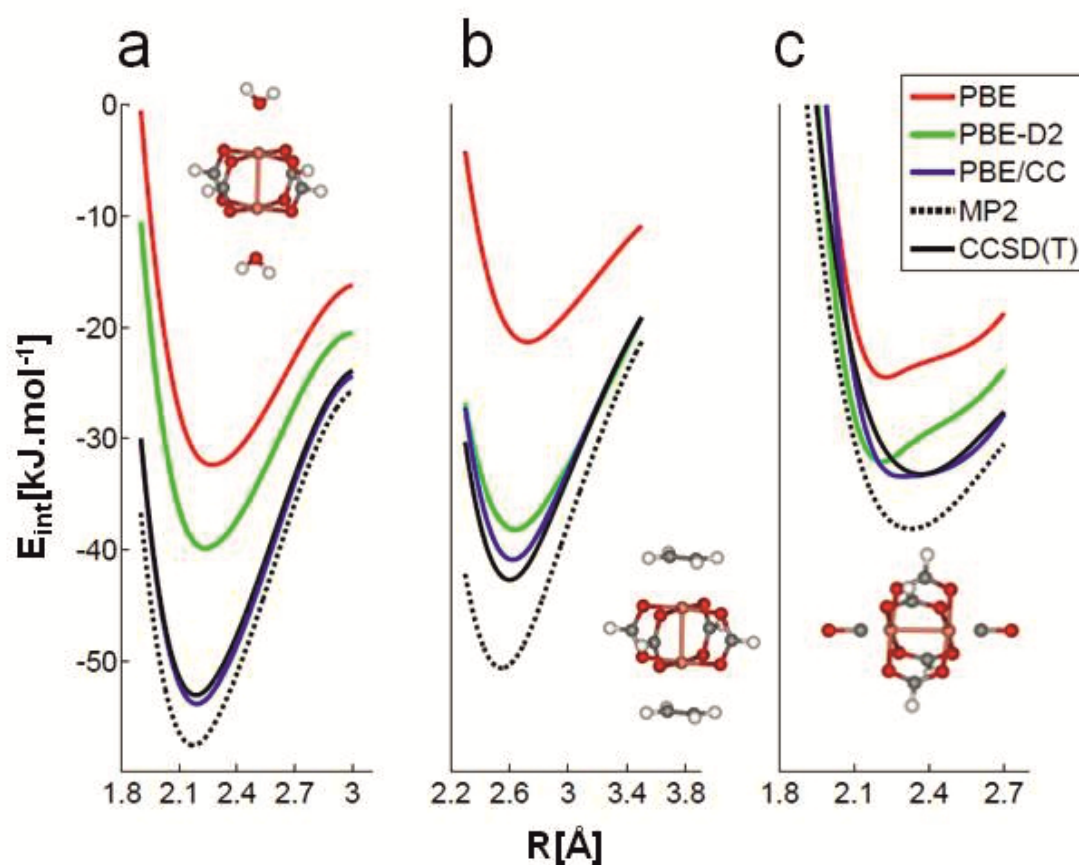 a b c
PBE
PBE-D2
PBE/CC
MP2
CCSD(T)
E_int[kJ.mol⁻¹]
0
-10
-20
-30
-40
-50
1.8 2.1 2.4 2.7 3
2.2 2.6 3 3.4 3.8
1.8 2.1 2.4 2.7
R[Å]